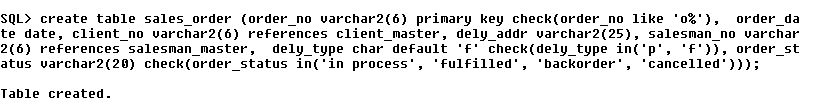 SQL> create table sales_order (order_no varchar2(6) primary key check(order_no like 'o%'),  order_da
te date, client_no varchar2(6) references client_master, dely_addr varchar2(25), salesman_no varchar
2(6) references salesman_master,  dely_type char default 'f' check(dely_type in('p', 'f')), order_st
atus varchar2(20) check(order_status in('in process', 'fulfilled', 'backorder', 'cancelled')));
Table created.